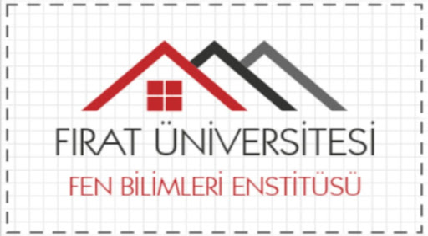 FIRAT ÜNİVERSİTESİ
FEN BİLİMLERİ ENSTİTÜSÜ